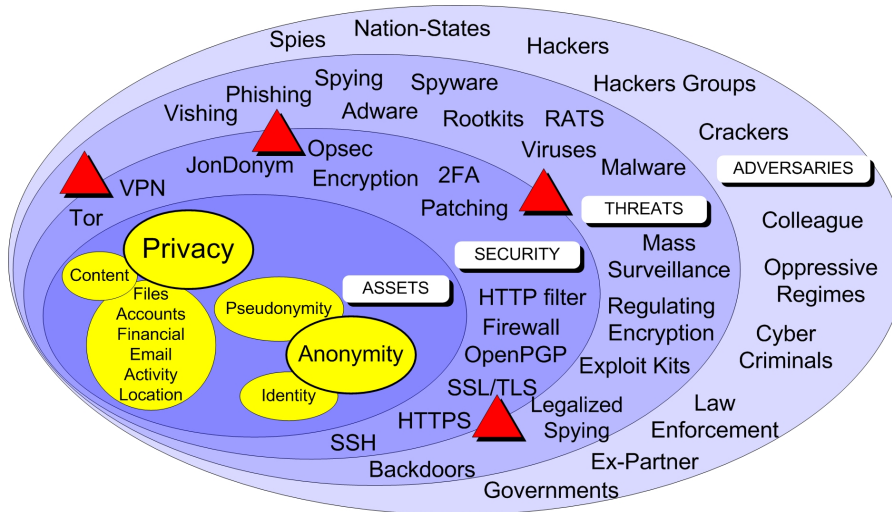 Nation-States
Spies
Hackers
Spying
Spyware
Hackers Groups
Phishing
Vishing
Adware
Rootkits
RATS
Crackers
Viruses
Opsec
JonDonym
Malware
ADVERSARIES
Encryption
2FA
VPN
Patching
THREATS
Tor
Colleague
Privacy
SECURITY
Mass
Surveillance
Content
Oppressive
Regimes
ASSETS
Files
Accounts
Financial
Email
Activity
Location
Pseudonymity
HTTP filter
Regulating
Encryption
Firewall
Cyber
Criminals
Anonymity
OpenPGP
Exploit Kits
Identity
SSL/TLS
Legalized
Spying
Law
Enforcement
HTTPS
SSH
Backdoors
Ex-Partner
Governments